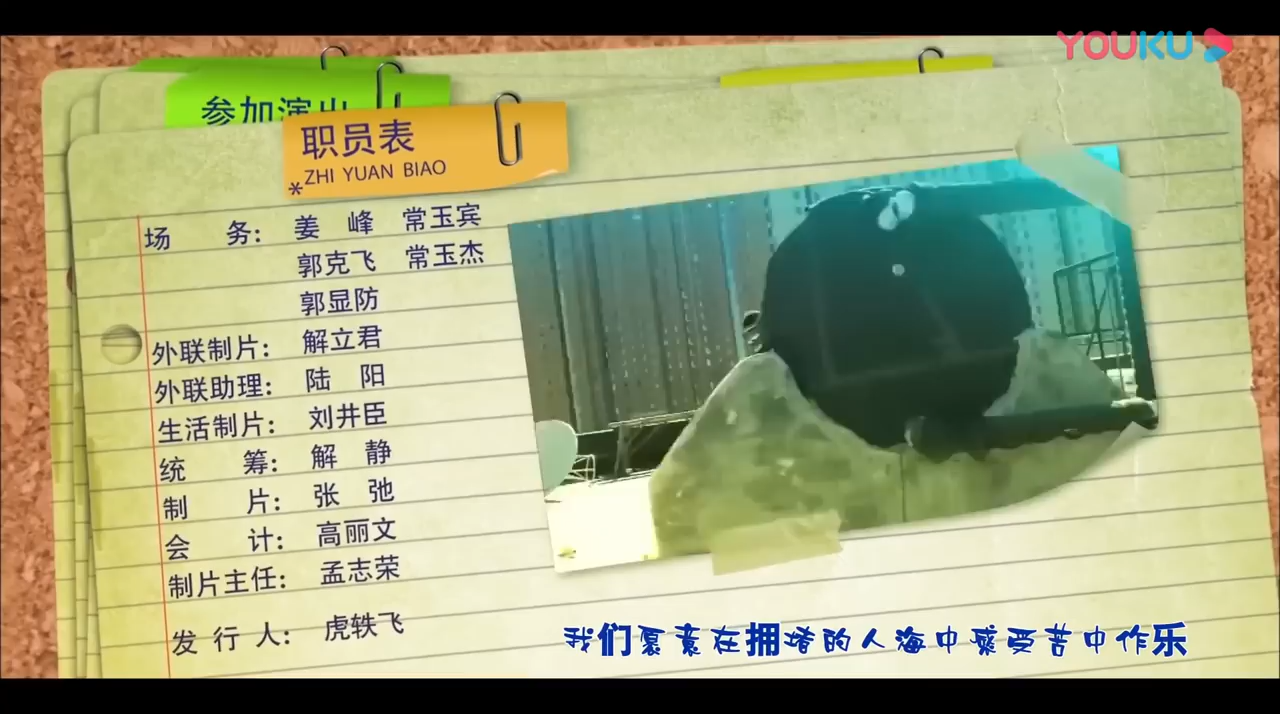 YOUKU
参加演出
职员表
*ZHI YUAN BIAO
场 务: 姜 峰 常玉宾
郭克飞 常玉杰
郭显防
外联制片: 解立君
外联助理: 陆 阳
生活制片: 刘井臣
统 筹: 解 静
制 片: 张 弛
会 计: 高丽文
制片主任: 孟志荣
发 行 人: 虎轶飞
我们愿意在拥堵的人海中感受苦中作乐